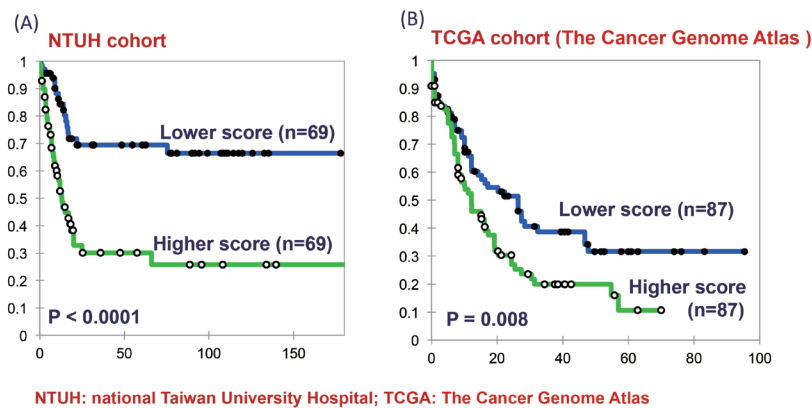 (A)
NTUH cohort
1
0.9
0.8
0.7
0.6
0.5
0.4
0.3
0.2
0.1
0
Lower score (n=69)
Higher score (n=69)
P < 0.0001
0 50 100 150
(B)
TCGA cohort (The Cancer Genome Atlas )
1
0.9
0.8
0.7
0.6
0.5
0.4
0.3
0.2
0.1
0
Lower score (n=87)
Higher score
(n=87)
P = 0.008
0 20 40 60 80 100
NTUH: national Taiwan University Hospital; TCGA: The Cancer Genome Atlas